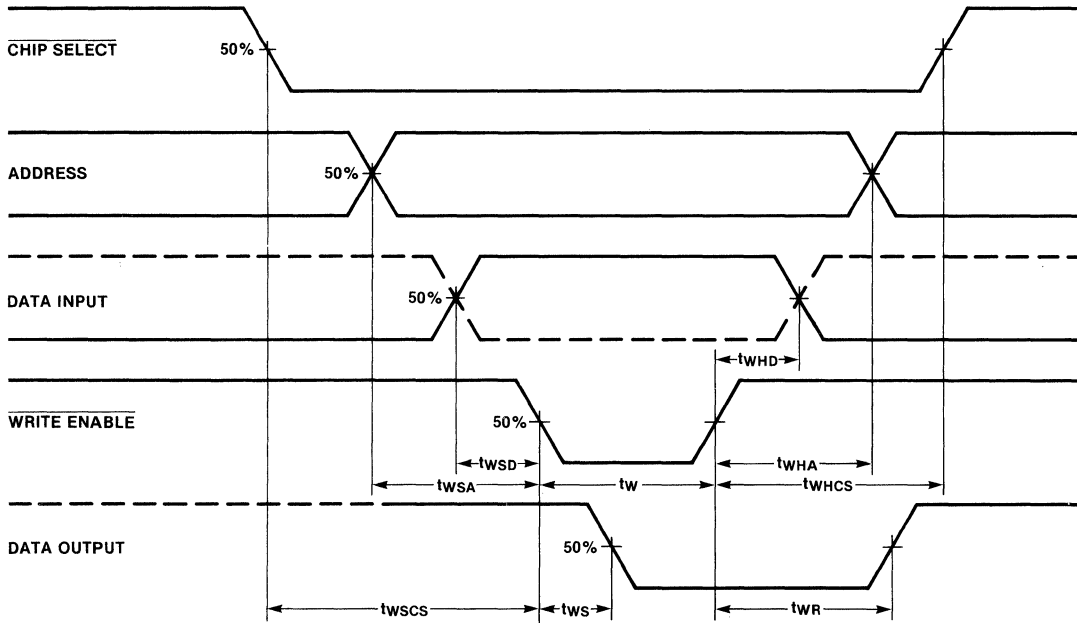 CHIP SELECT
50%
ADDRESS
50%
DATA INPUT
50%
tWHD
WRITE ENABLE
50%
tWSD
tWHA
tWSA
tW
tWHCS
DATA OUTPUT
50%
tWSCS
tWS
tWR